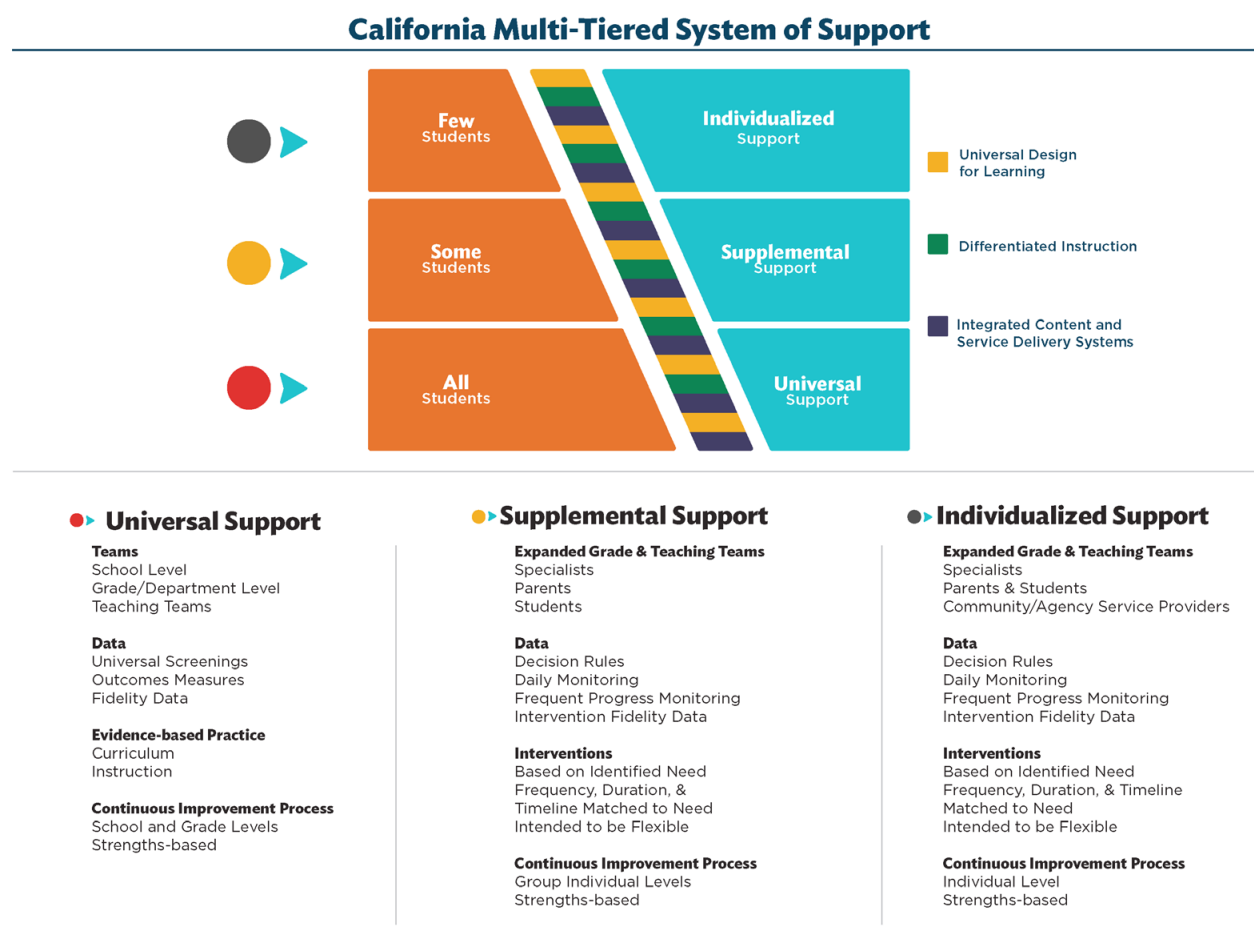 California Multi-Tiered System of Support
Few
Students
Individualized
Support
Some
Students
Supplemental
Support
All
Students
Universal
Support
Universal Design
for Learning
Differentiated Instruction
Integrated Content and
Service Delivery Systems
Universal Support
Teams
School Level
Grade/Department Level
Teaching Teams
Data
Universal Screenings
Outcomes Measures
Fidelity Data
Evidence-based Practice
Curriculum
Instruction
Continuous Improvement Process
School and Grade Levels
Strengths-based
Supplemental Support
Expanded Grade & Teaching Teams
Specialists
Parents
Students
Data
Decision Rules
Daily Monitoring
Frequent Progress Monitoring
Intervention Fidelity Data
Interventions
Based on Identified Need
Frequency, Duration, &
Timeline Matched to Need
Intended to be Flexible
Continuous Improvement Process
Group Individual Levels
Strengths-based
Individualized Support
Expanded Grade & Teaching Teams
Specialists
Parents & Students
Community/Agency Service Providers
Data
Decision Rules
Daily Monitoring
Frequent Progress Monitoring
Intervention Fidelity Data
Interventions
Based on Identified Need
Frequency, Duration, & Timeline
Matched to Need
Intended to be Flexible
Continuous Improvement Process
Individual Level
Strengths-based